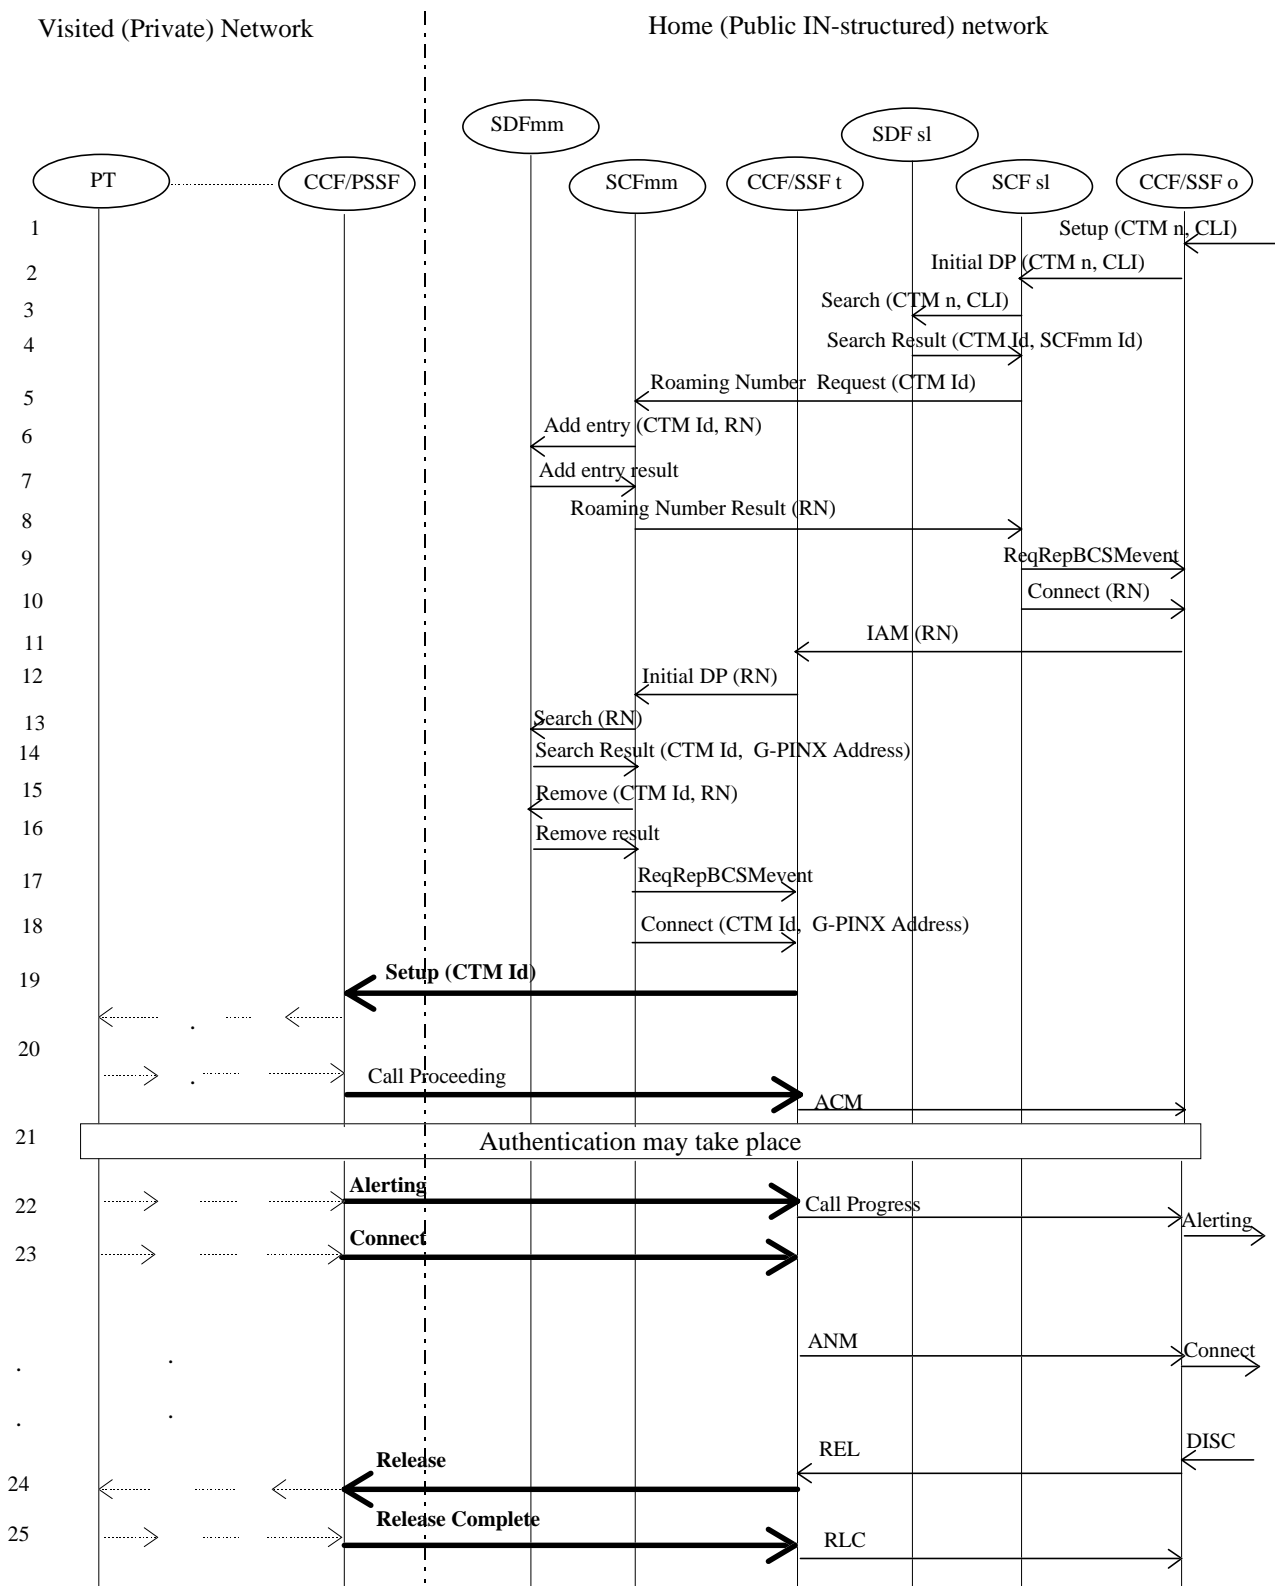 Visited (Private) Network
Home (Public IN-structured) network
SDFmm
SDF sl
PT
CCF/PSSF
SCFmm
CCF/SSF t
SCF sl
CCF/SSF o
1
Setup (CTM n, CLI)
2
Initial DP (CTM n, CLI)
3
Search (CTM n, CLI)
4
Search Result (CTM Id, SCFmm Id)
5
Roaming Number Request (CTM Id)
6
Add entry (CTM Id, RN)
7
Add entry result
8
Roaming Number Result (RN)
9
ReqRepBCSMevent
10
Connect (RN)
11
IAM (RN)
12
Initial DP (RN)
13
Search (RN)
14
Search Result (CTM Id, G-PINX Address)
15
Remove (CTM Id, RN)
16
Remove result
17
ReqRepBCSMevent
18
Connect (CTM Id, G-PINX Address)
19
Setup (CTM Id)
20
Call Proceeding
ACM
21
Authentication may take place
22
Alerting
Call Progress
Alerting
23
Connect
ANM
Connect
DISC
REL
24
Release
25
Release Complete
RLC